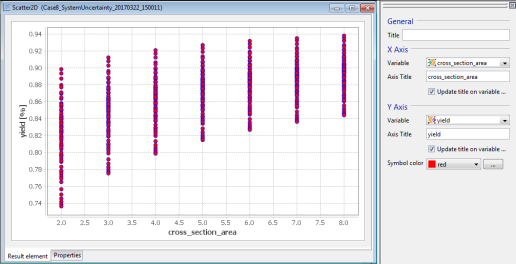 Scatter2D (Case8_SystemUncertainty_20170322_150011)
0.94
0.92
0.90
0.88
0.86
0.84
0.82
0.80
0.78
0.76
0.74
yield [%]
2.0 2.5 3.0 3.5 4.0 4.5 5.0 5.5 6.0 6.5 7.0 7.5 8.0
cross_section_area
Result element Properties
General
Title
X Axis
Variable cross_section_area
Axis Title cross_section_area
Update title on variable ...
Y Axis
Variable yield
Axis Title yield
Update title on variable ...
Symbol color red ...